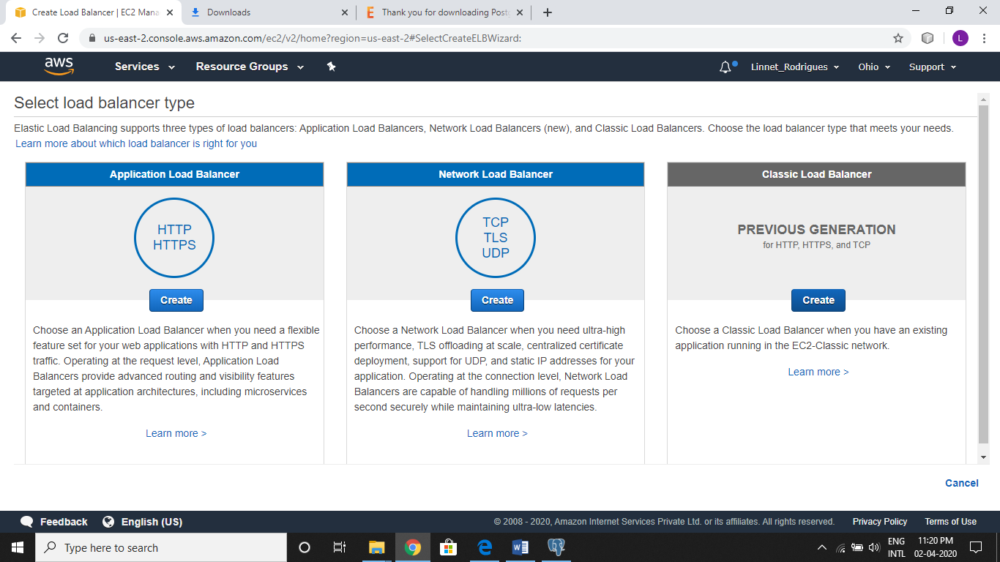 Create Load Balancer | EC2 Mana
Downloads
Thank you for downloading Post
us-east-2.console.aws.amazon.com/ec2/v2/home?region=us-east-2#SelectCreateELBWizard:
L
aws
Services
Resource Groups
Linnet_Rodrigues
Ohio
Support
Select load balancer type
Elastic Load Balancing supports three types of load balancers: Application Load Balancers, Network Load Balancers (new), and Classic Load Balancers. Choose the load balancer type that meets your needs.
Learn more about which load balancer is right for you
Application Load Balancer
HTTP
HTTPS
Create
Choose an Application Load Balancer when you need a flexible
feature set for your web applications with HTTP and HTTPS
traffic. Operating at the request level, Application Load
Balancers provide advanced routing and visibility features
targeted at application architectures, including microservices
and containers.
Learn more >
Network Load Balancer
TCP
TLS
UDP
Create
Choose a Network Load Balancer when you need ultra-high
performance, TLS offloading at scale, centralized certificate
deployment, support for UDP, and static IP addresses for your
application. Operating at the connection level, Network Load
Balancers are capable of handling millions of requests per
second securely while maintaining ultra-low latencies.
Learn more >
Classic Load Balancer
PREVIOUS GENERATION
for HTTP, HTTPS, and TCP
Create
Choose a Classic Load Balancer when you have an existing
application running in the EC2-Classic network.
Learn more >
Cancel
Feedback
English (US)
© 2008 - 2020, Amazon Internet Services Private Ltd. or its affiliates. All rights reserved.
Privacy Policy
Terms of Use
Type here to search
ENG
INTL
11:20 PM
02-04-2020